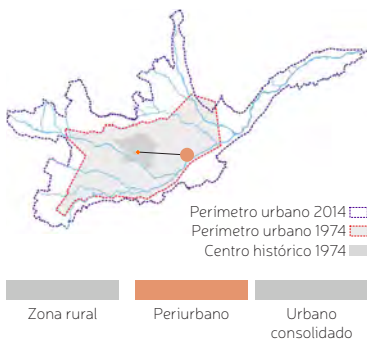 Perímetro urbano 2014
Perímetro urbano 1974
Centro histórico 1974
Zona rural
Periurbano
Urbano
consolidado